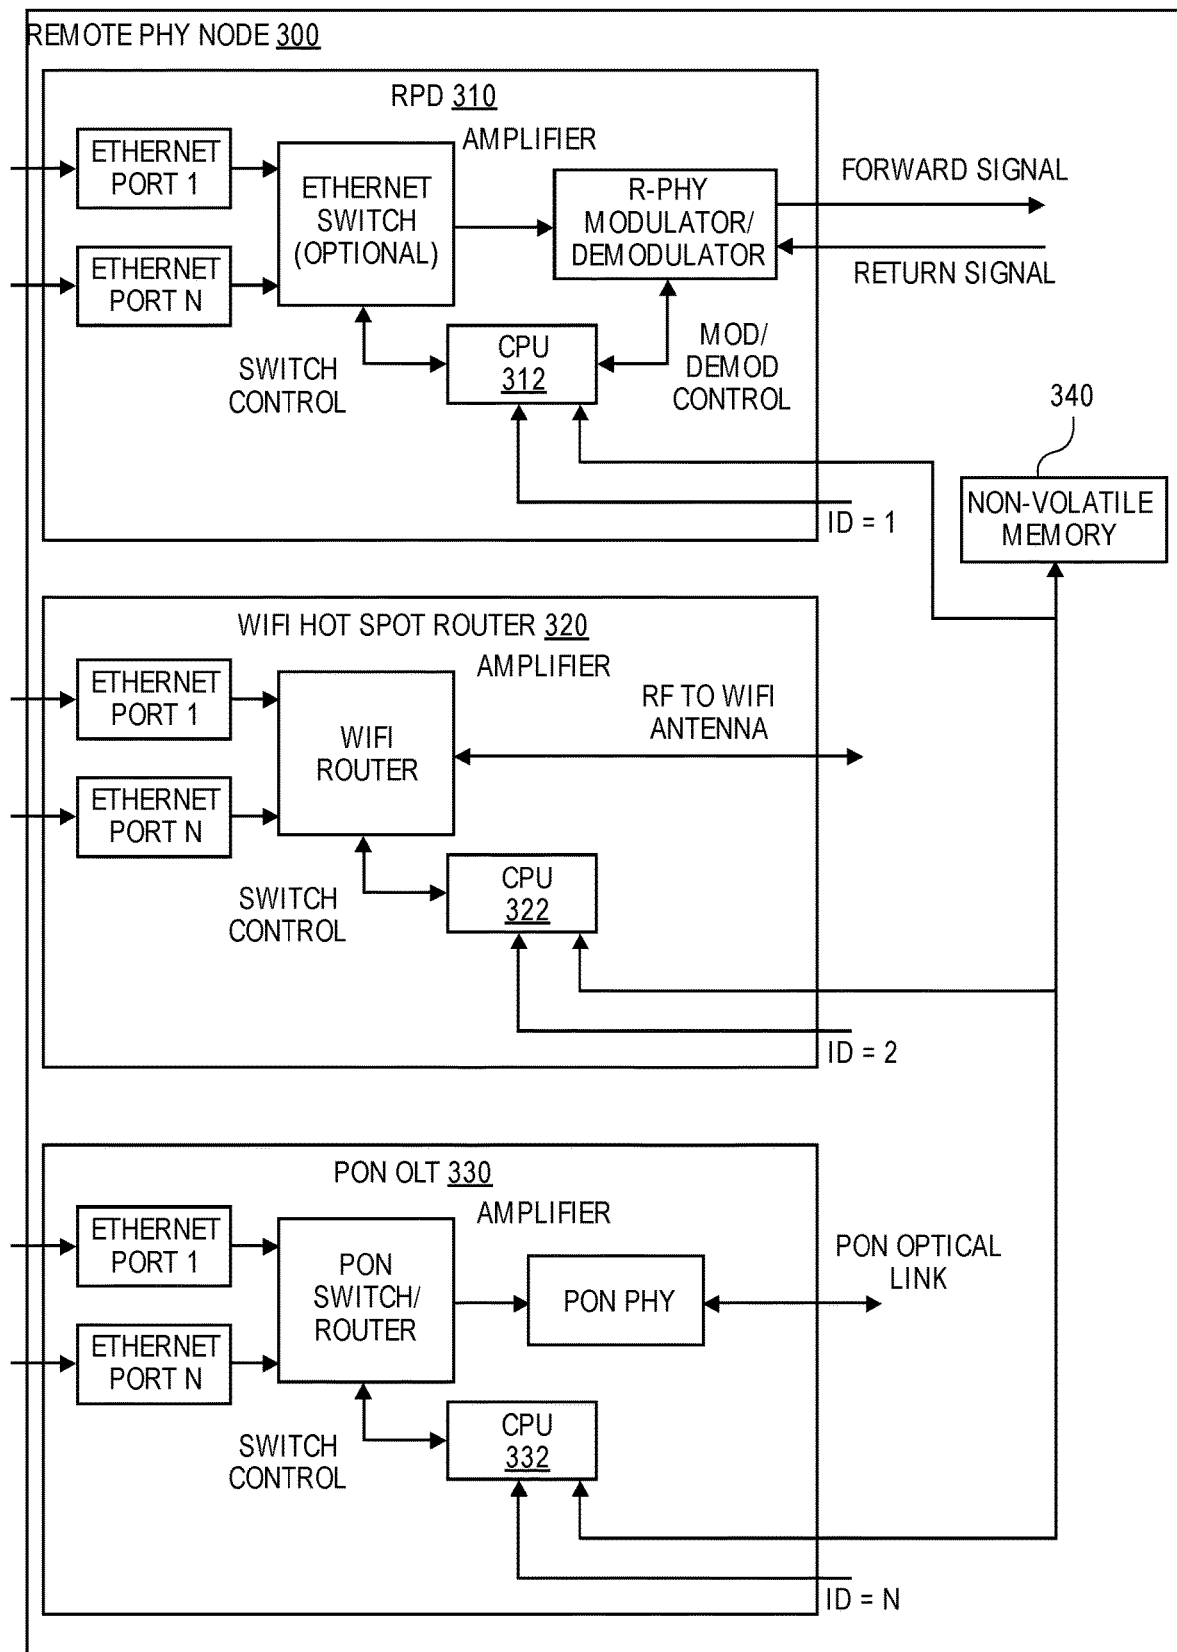 REMOTE PHY NODE 300
RPD 310
AMPLIFIER
ETHERNET
PORT 1
ETHERNET
PORT N
ETHERNET
SWITCH
(OPTIONAL)
R-PHY
MODULATOR/
DEMODULATOR
FORWARD SIGNAL
RETURN SIGNAL
SWITCH
CONTROL
CPU
312
MOD/
DEMOD
CONTROL
ID = 1
340
NON-VOLATILE
MEMORY
WIFI HOT SPOT ROUTER 320
AMPLIFIER
ETHERNET
PORT 1
ETHERNET
PORT N
WIFI
ROUTER
RF TO WIFI
ANTENNA
SWITCH
CONTROL
CPU
322
ID = 2
PON OLT 330
AMPLIFIER
ETHERNET
PORT 1
ETHERNET
PORT N
PON
SWITCH/
ROUTER
PON PHY
PON OPTICAL
LINK
SWITCH
CONTROL
CPU
332
ID = N